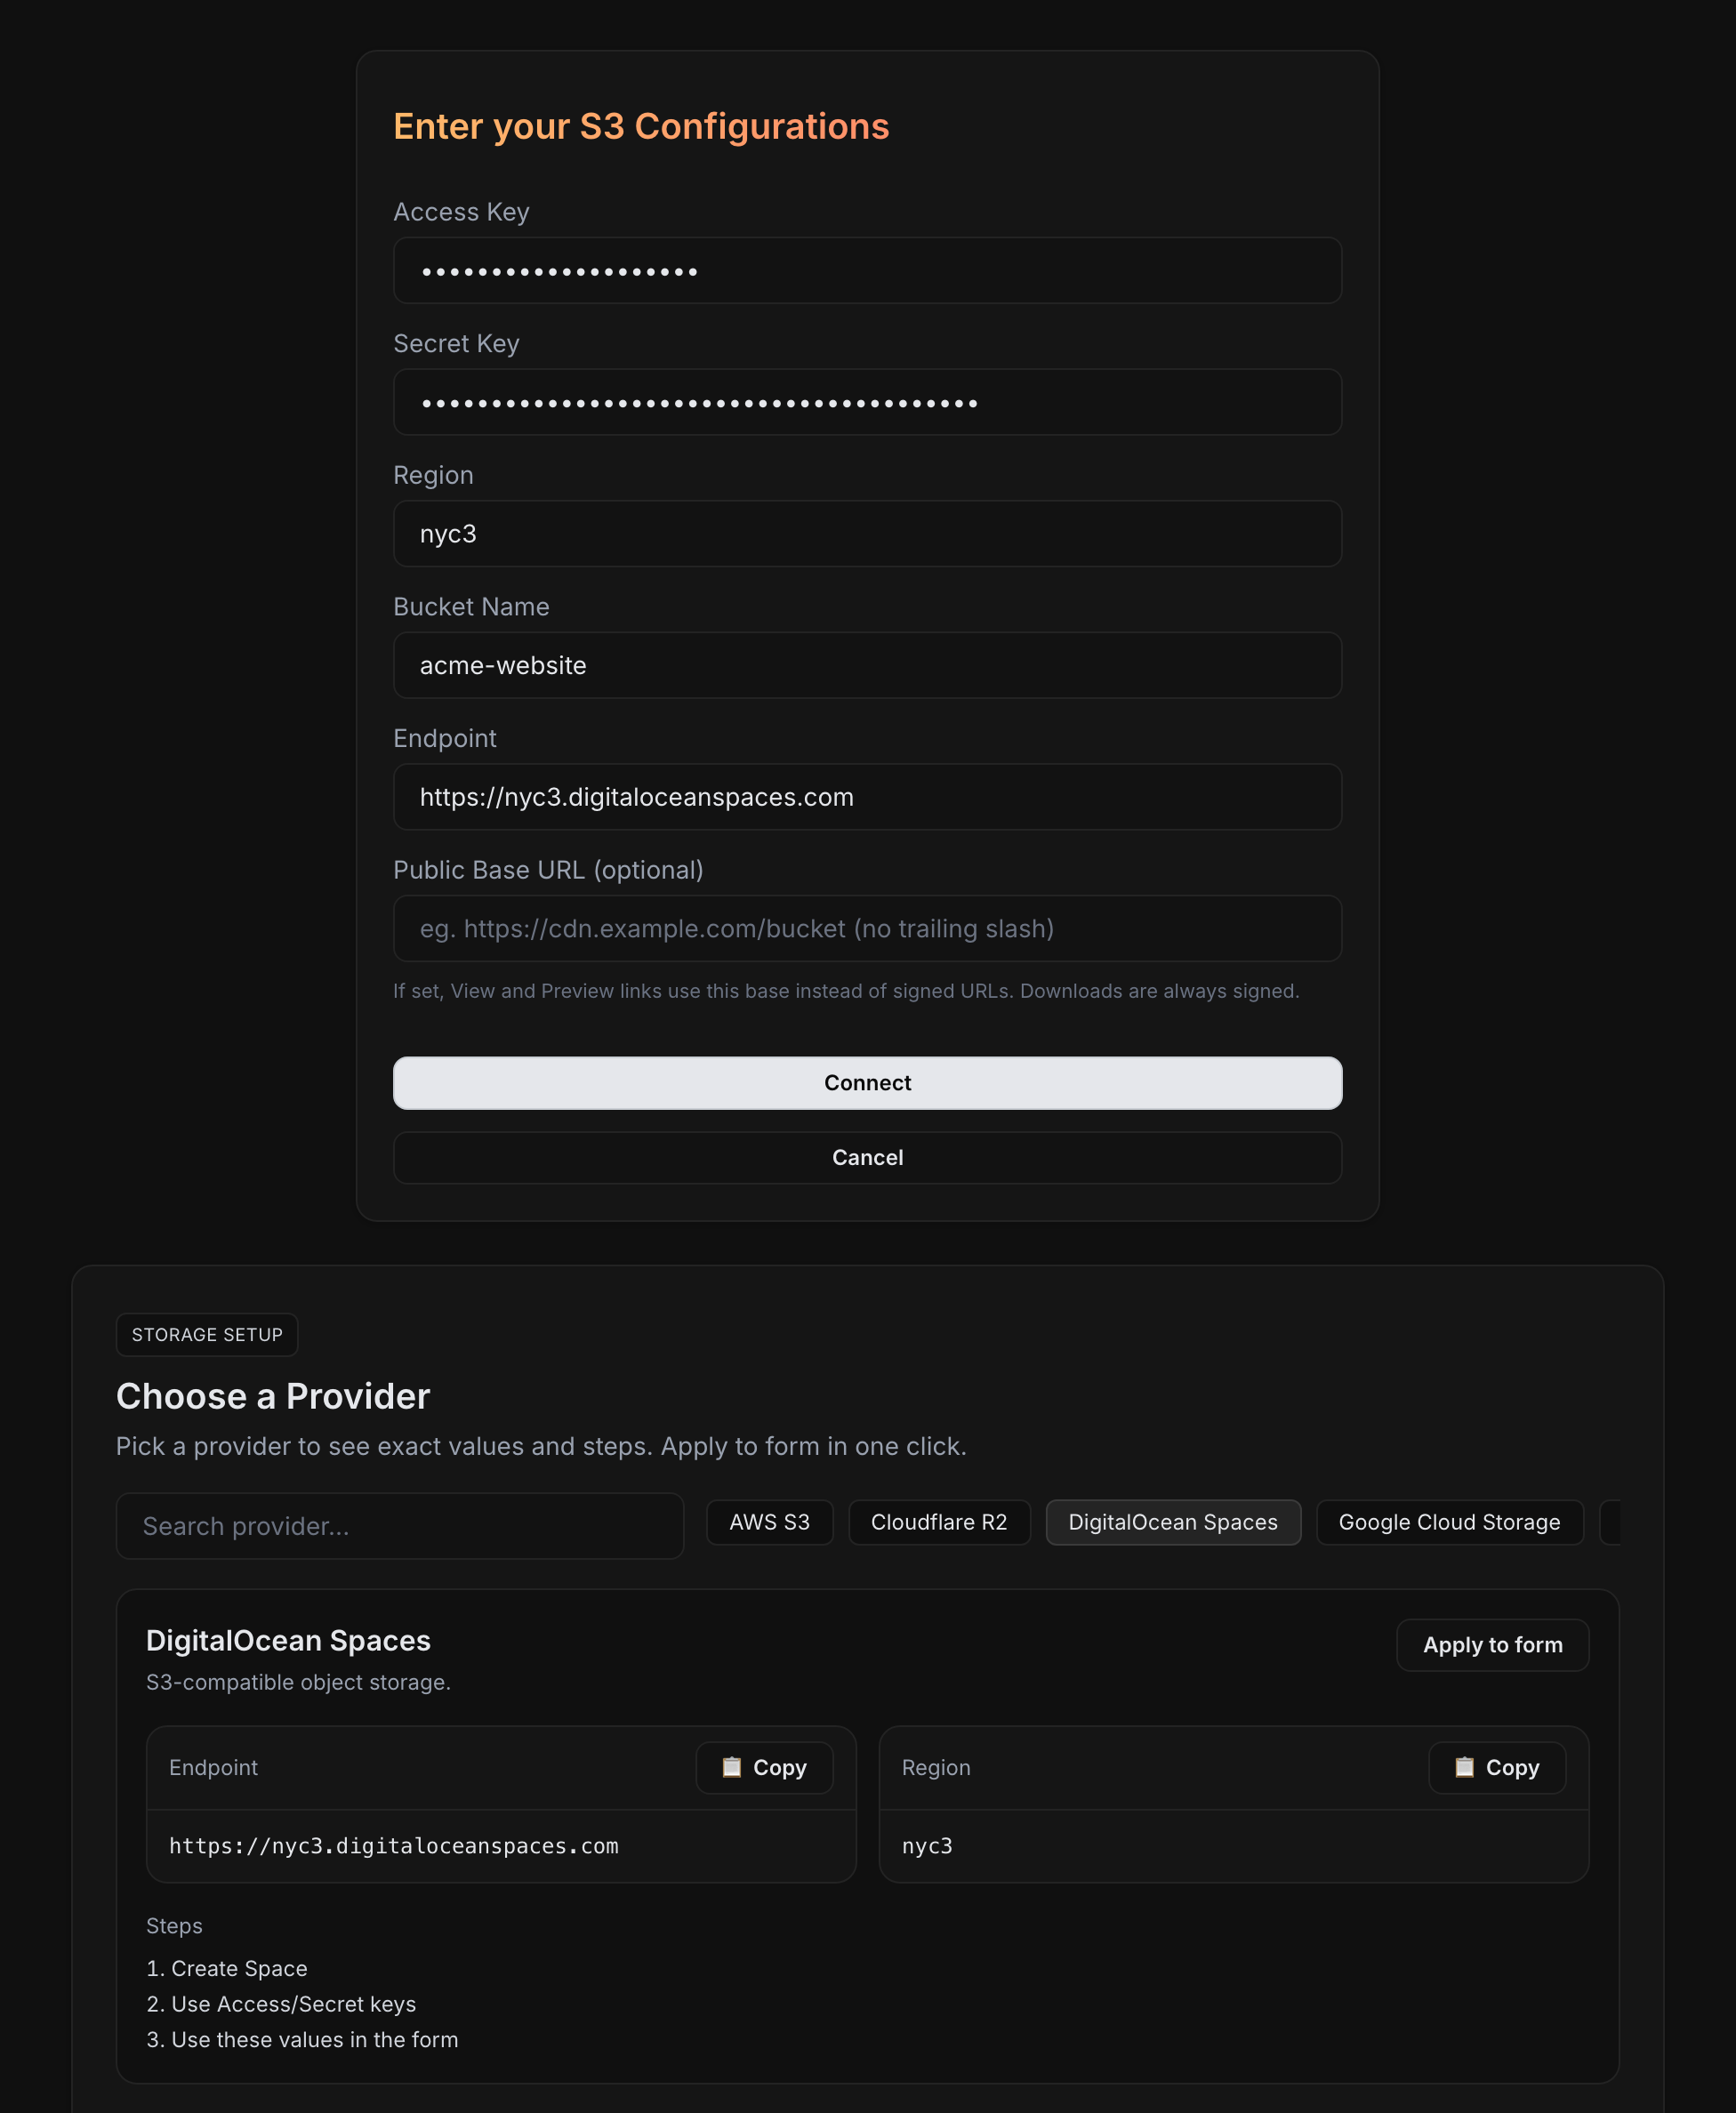 Enter your S3 Configurations
Access Key
••••••••••••••••••••
Secret Key
••••••••••••••••••••••••••••••••••••••••
Region
nyc3
Bucket Name
acme-website
Endpoint
https://nyc3.digitaloceanspaces.com
Public Base URL (optional)
eg. https://cdn.example.com/bucket (no trailing slash)
If set, View and Preview links use this base instead of signed URLs. Downloads are always signed.
Connect
Cancel
STORAGE SETUP
Choose a Provider
Pick a provider to see exact values and steps. Apply to form in one click.
Search provider...
AWS S3
Cloudflare R2
DigitalOcean Spaces
Google Cloud Storage
DigitalOcean Spaces
Apply to form
S3-compatible object storage.
Endpoint
📋 Copy
https://nyc3.digitaloceanspaces.com
Region
📋 Copy
nyc3
Steps
1. Create Space
2. Use Access/Secret keys
3. Use these values in the form